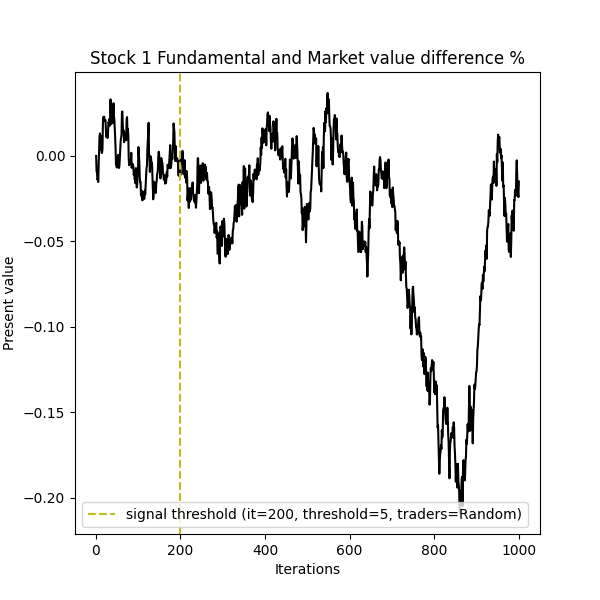 Stock 1 Fundamental and Market value difference %
Present value
0.00
−0.05
−0.10
−0.15
−0.20
signal threshold (it=200, threshold=5, traders=Random)
0 200 400 600 800 1000
Iterations